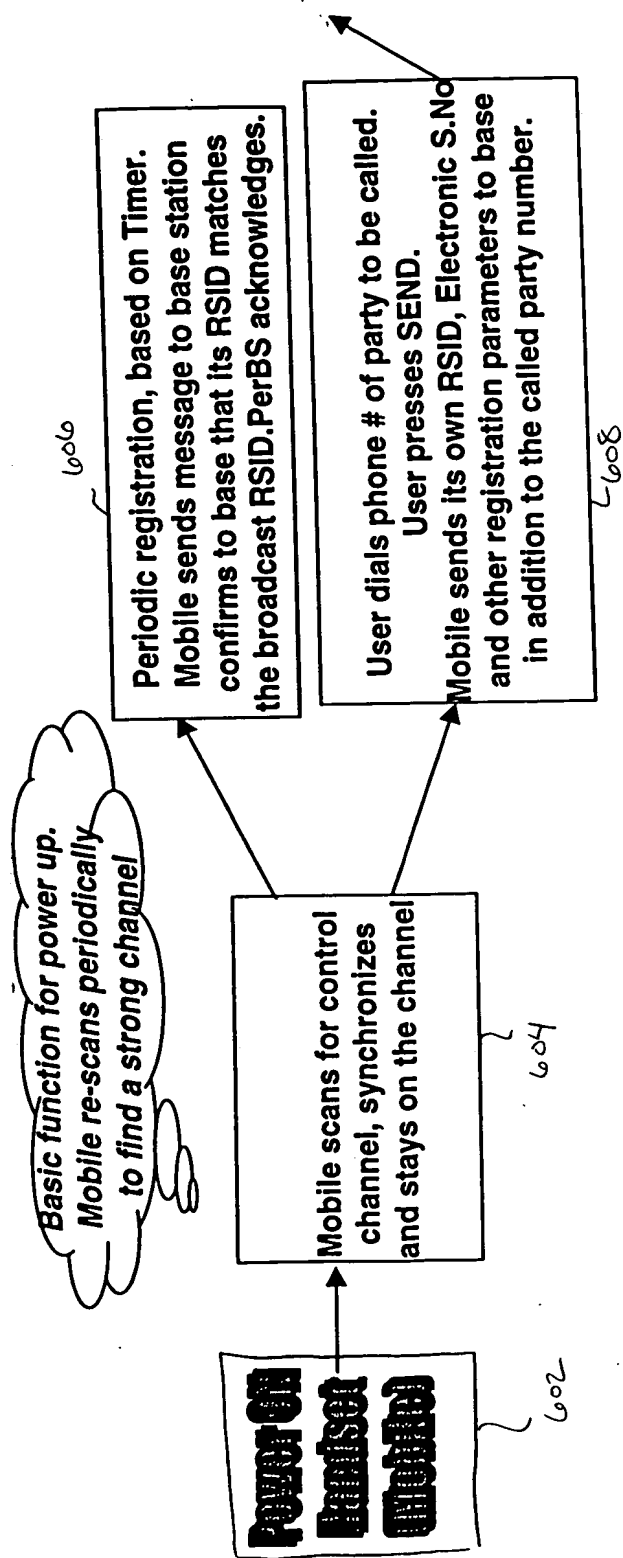 Power ON
Handset
(Mobile)
602
Basic function for power up.
Mobile re-scans periodically
to find a strong channel
Mobile scans for control
channel, synchronizes
and stays on the channel
604
Periodic registration, based on Timer.
Mobile sends message to base station
confirms to base that its RSID matches
the broadcast RSID.PerBS acknowledges.
606
User dials phone # of party to be called.
User presses SEND.
Mobile sends its own RSID, Electronic S.No
and other registration parameters to base
in addition to the called party number.
608